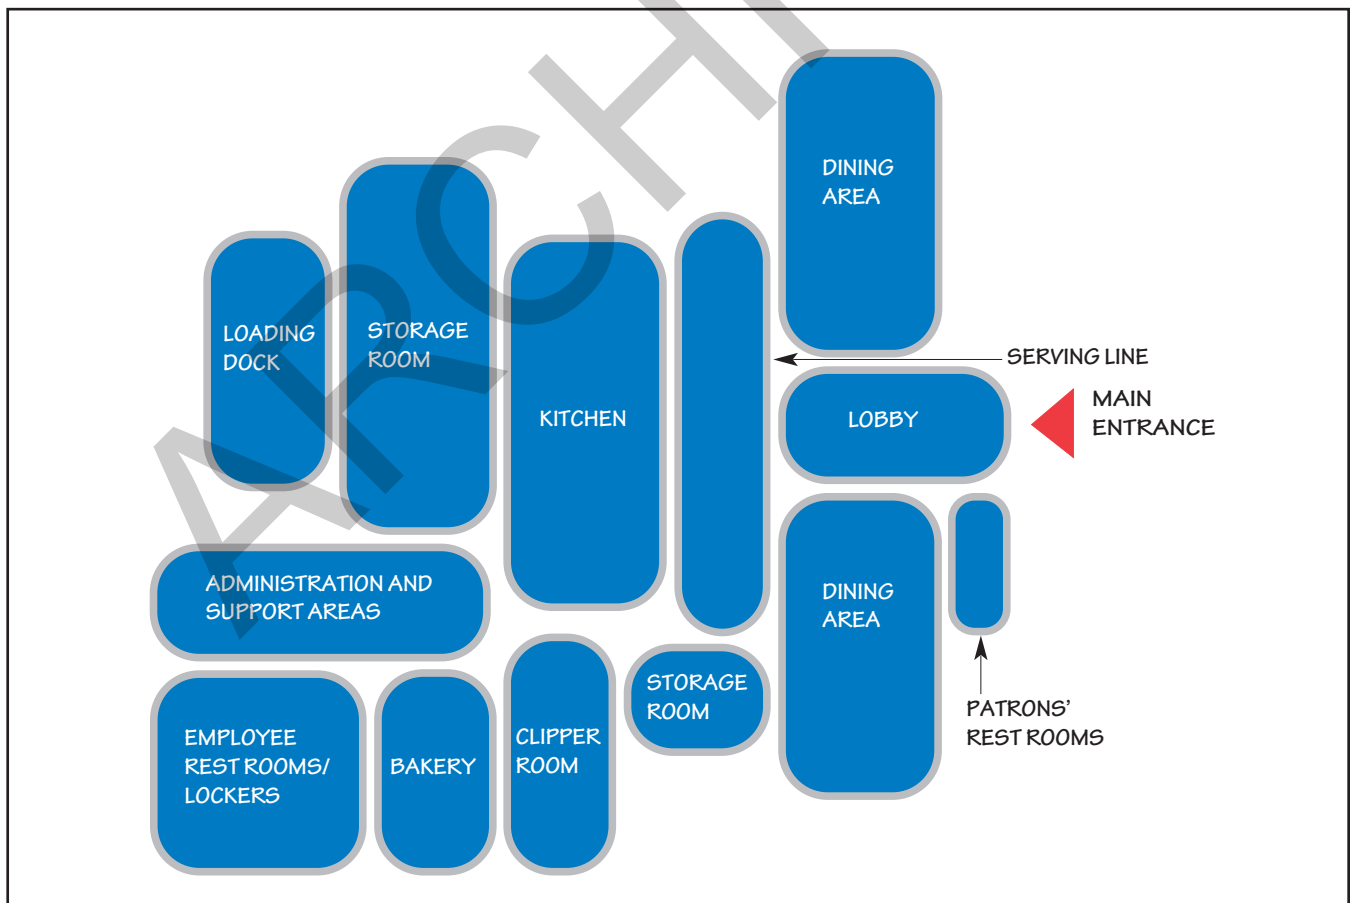 DINING
AREA
LOADING
DOCK
STORAGE
ROOM
KITCHEN
SERVING LINE
LOBBY
MAIN
ENTRANCE
ADMINISTRATION AND
SUPPORT AREAS
DINING
AREA
STORAGE
ROOM
PATRONS'
REST ROOMS
EMPLOYEE
REST ROOMS/
LOCKERS
BAKERY
CLIPPER
ROOM
ARCHI